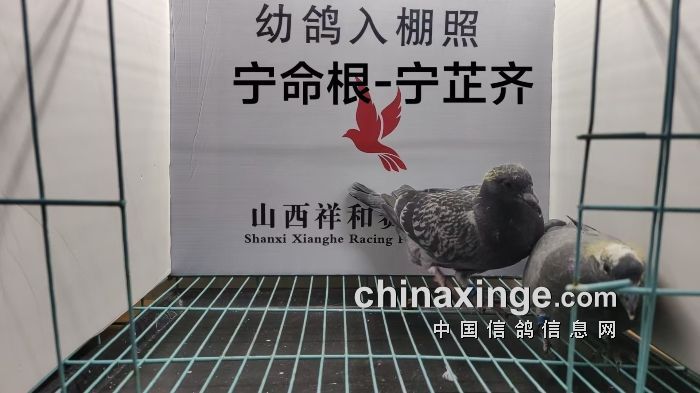 幼鸽入棚照
宁命根-宁芷齐
山西祥和
Shanxi Xianghe Racing
chinaxinge.com
中国信鸽信息网